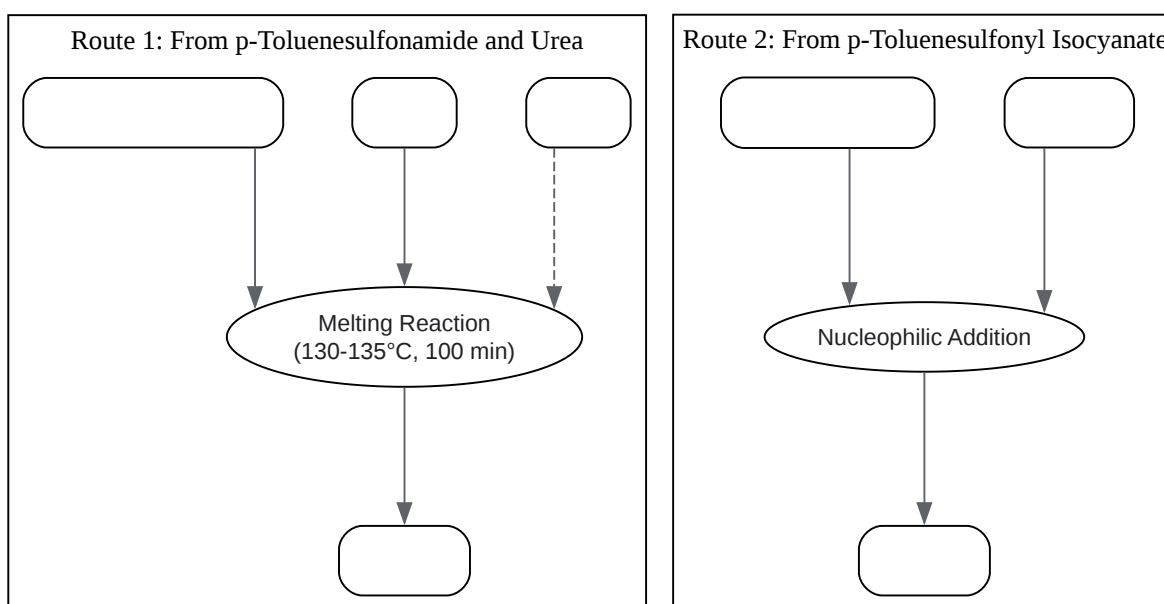 Route 1: From p-Toluenesulfonamide and Urea
Melting Reaction
(130-135°C, 100 min)
Route 2: From p-Toluenesulfonyl Isocyanate
Nucleophilic Addition